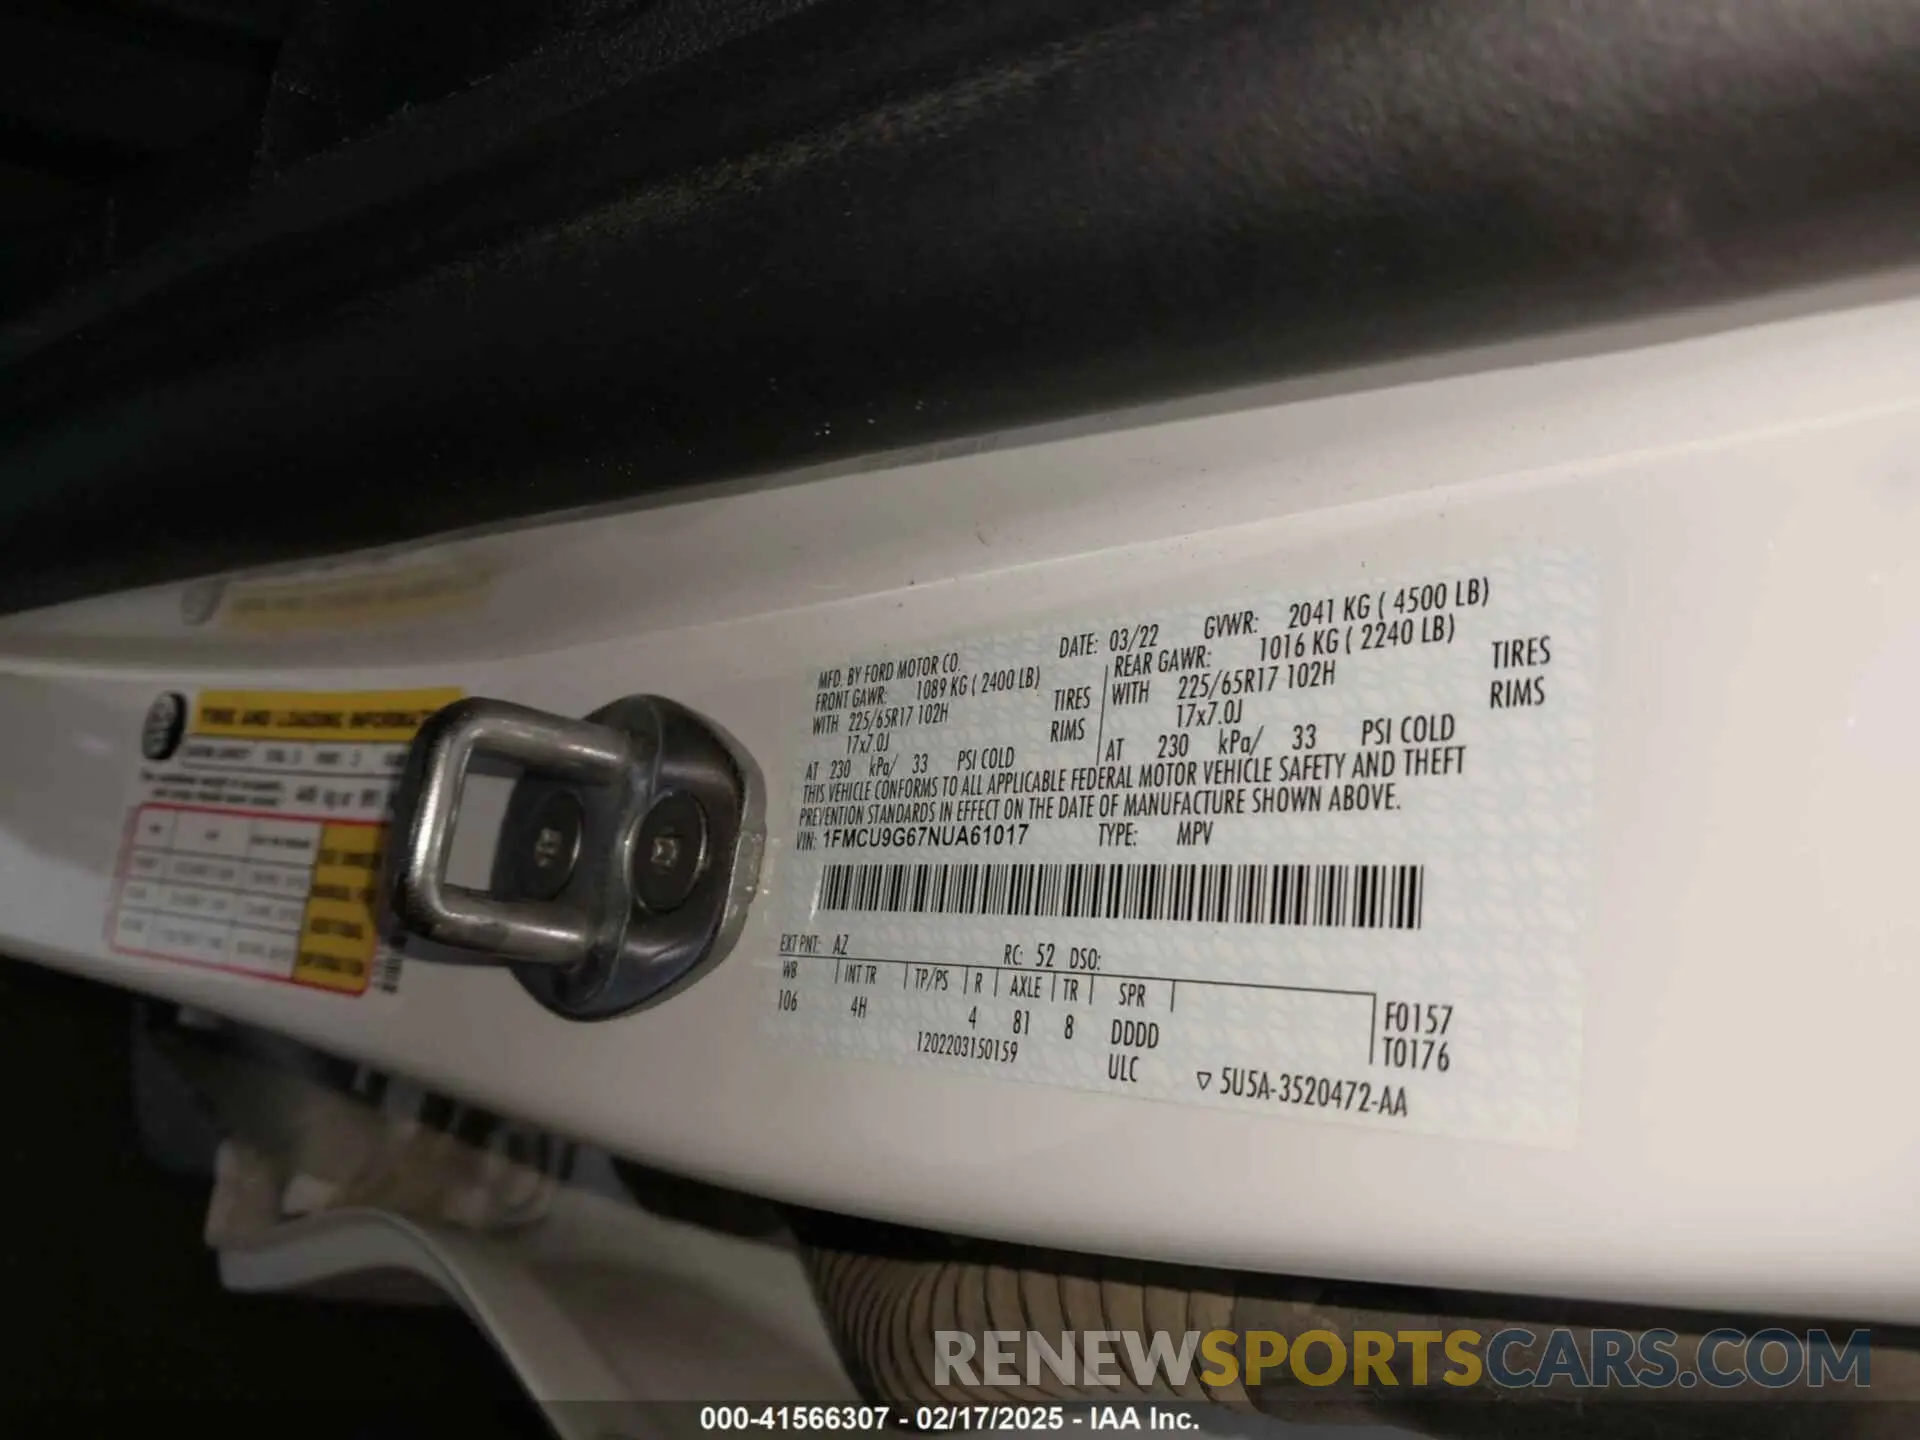 MFD. BY FORD MOTOR CO. DATE: 03/22 GVWR: 2041 KG ( 4500 LB)
FRONT GAWR: 1089 KG ( 2400 LB) REAR GAWR: 1016 KG ( 2240 LB)
WITH 225/65R17 102H TIRES WITH 225/65R17 102H TIRES
17x7.0J RIMS 17x7.0J RIMS
AT 230 kPa/ 33 PSI COLD AT 230 kPa/ 33 PSI COLD
THIS VEHICLE CONFORMS TO ALL APPLICABLE FEDERAL MOTOR VEHICLE SAFETY AND THEFT
PREVENTION STANDARDS IN EFFECT ON THE DATE OF MANUFACTURE SHOWN ABOVE.
VIN: 1FMCU9G67NUA61017 TYPE: MPV
EXT PNT: AZ RC: 52 DSO:
WB INT TR TP/PS R AXLE TR SPR F0157
106 4H 4 81 8 DDDD T0176
1202203150159 ULC ▽ 5U5A-3520472-AA
TIRE AND LOADING INFORMATION
RENEWSPORTSCARS.COM
000-41566307 - 02/17/2025 - IAA Inc.